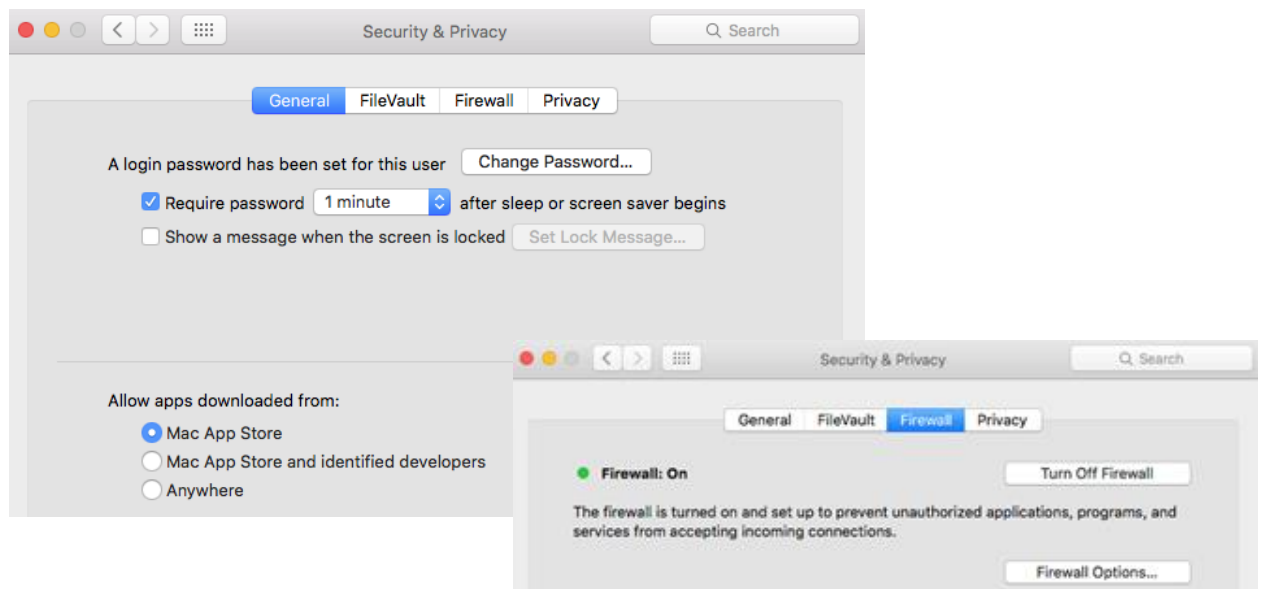 Security & Privacy
Search
General FileVault Firewall Privacy
A login password has been set for this user Change Password...
Require password 1 minute after sleep or screen saver begins
Show a message when the screen is locked Set Lock Message...
Allow apps downloaded from:
Mac App Store
Mac App Store and identified developers
Anywhere
Security & Privacy
Search
General FileVault Firewall Privacy
Firewall: On Turn Off Firewall
The firewall is turned on and set up to prevent unauthorized applications, programs, and
services from accepting incoming connections.
Firewall Options...